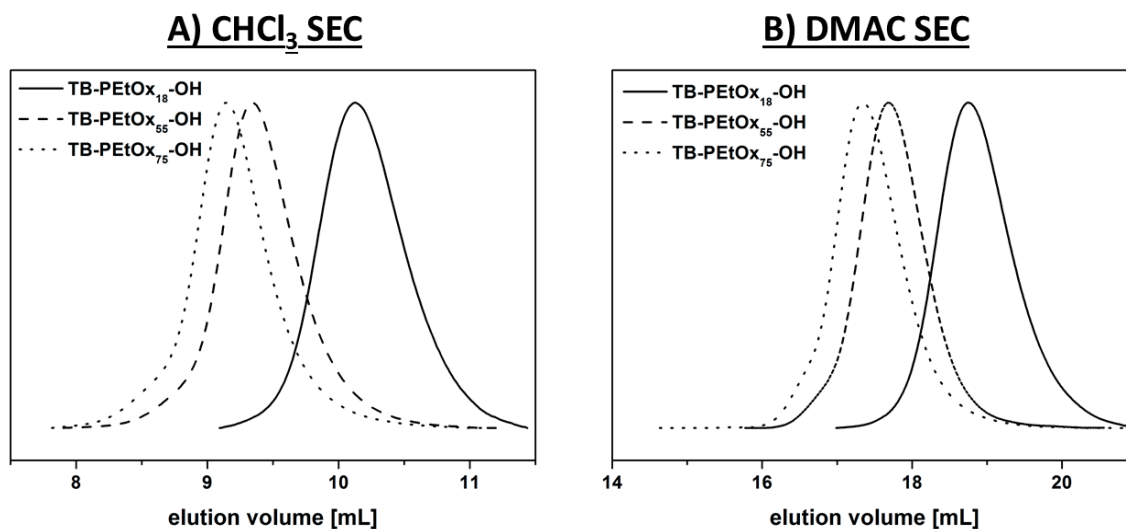 A) CHCl₃ SEC
TB-PEtOx₁₈-OH
TB-PEtOx₅₅-OH
TB-PEtOx₇₅-OH
8 9 10 11
elution volume [mL]
B) DMAC SEC
TB-PEtOx₁₈-OH
TB-PEtOx₅₅-OH
TB-PEtOx₇₅-OH
14 16 18 20
elution volume [mL]